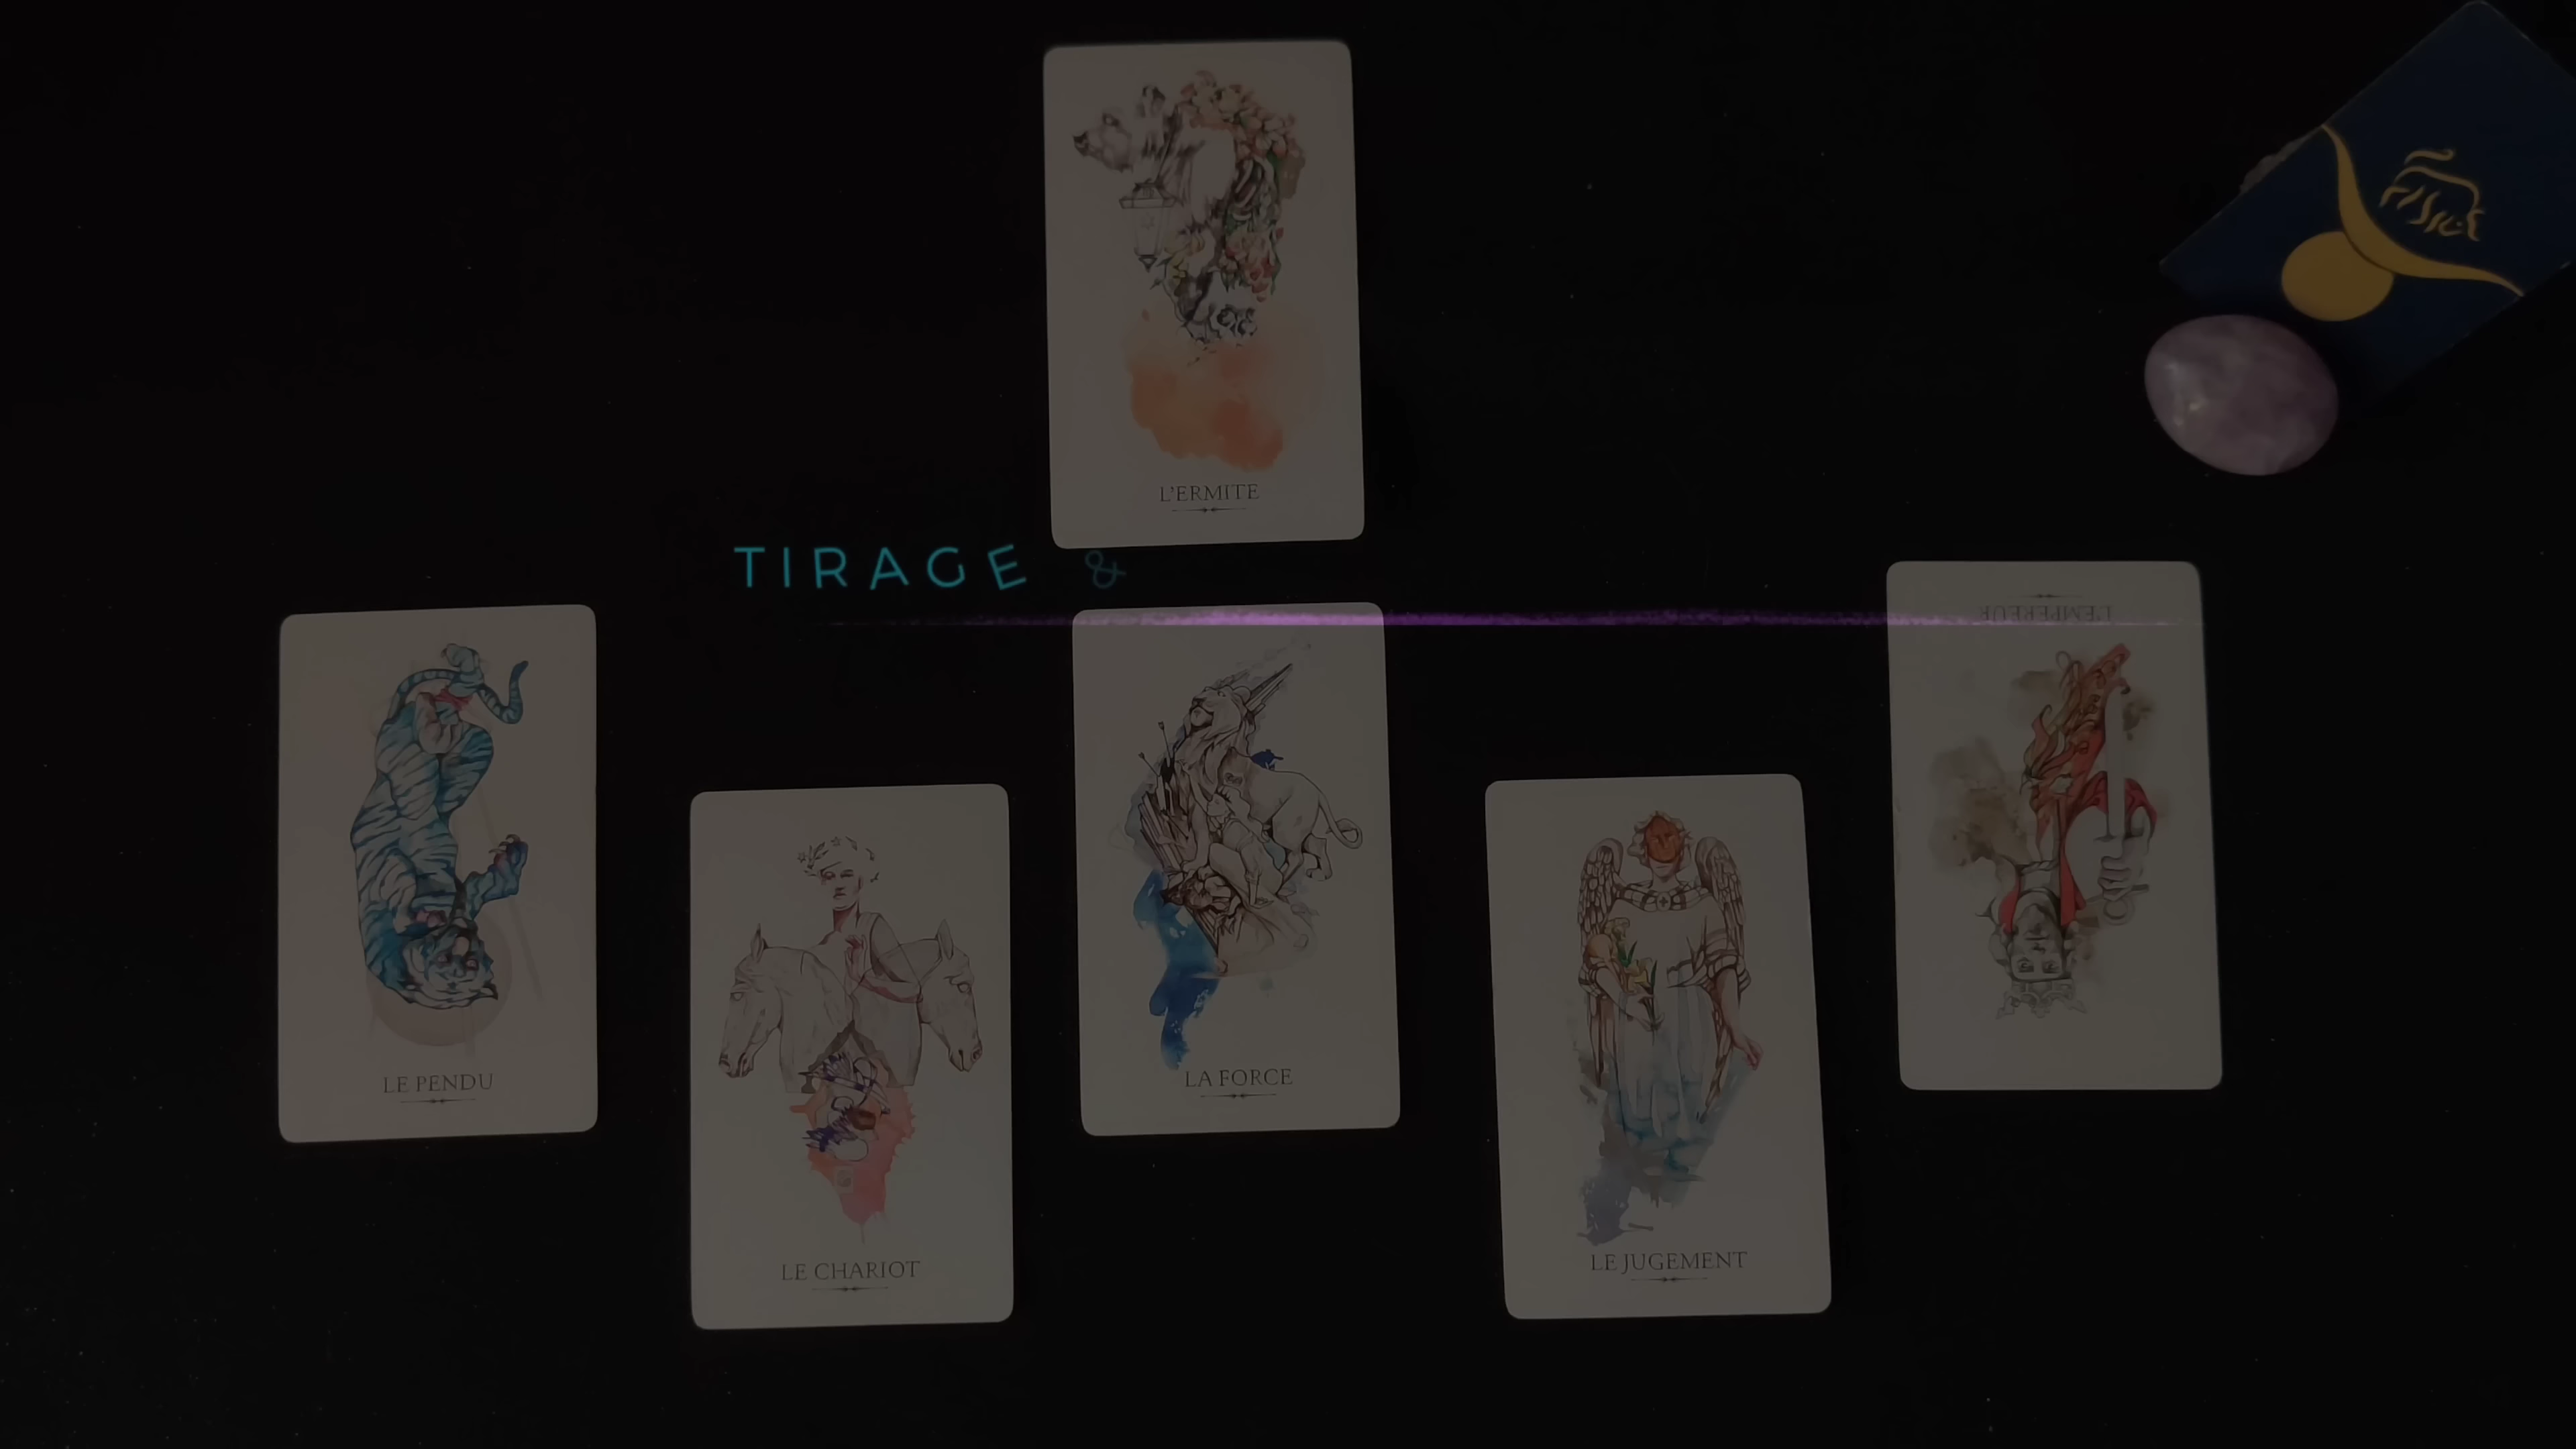 L'ERMITE
TIRAGE &
L'EMPEREUR
LE PENDU
LA FORCE
LE CHARIOT
LE JUGEMENT